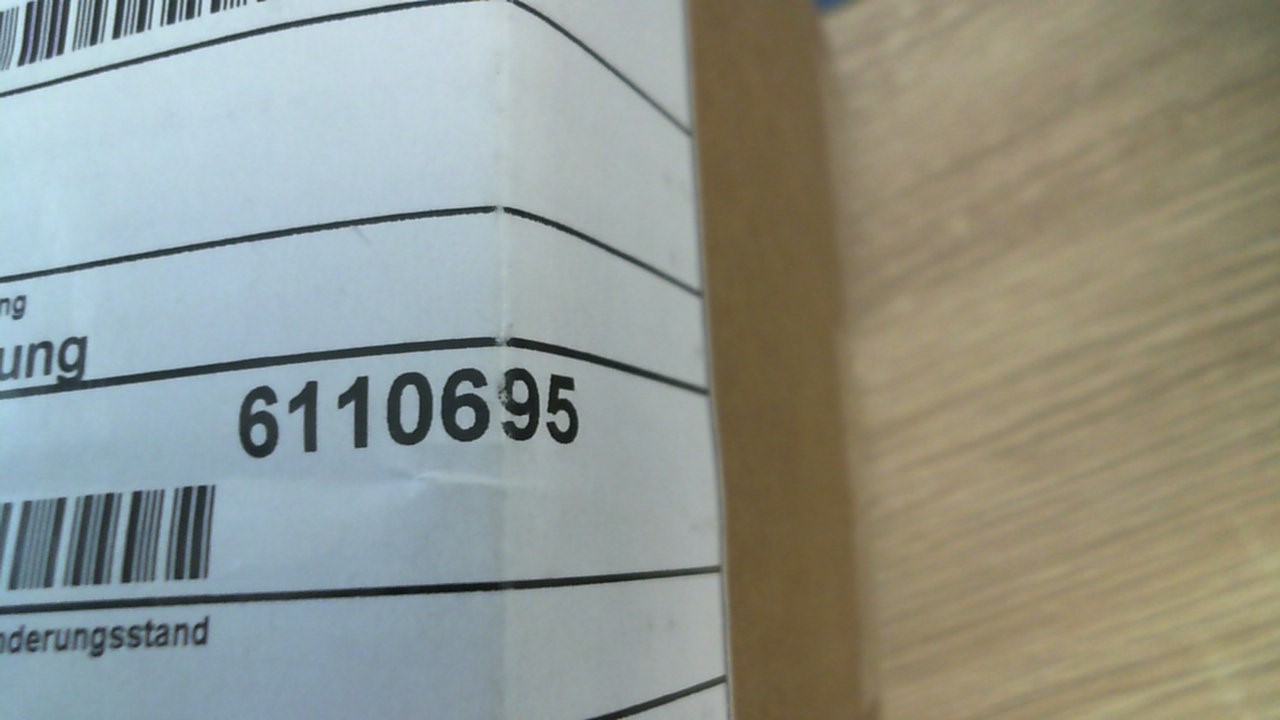 ng
ung
6110695
nderungsstand